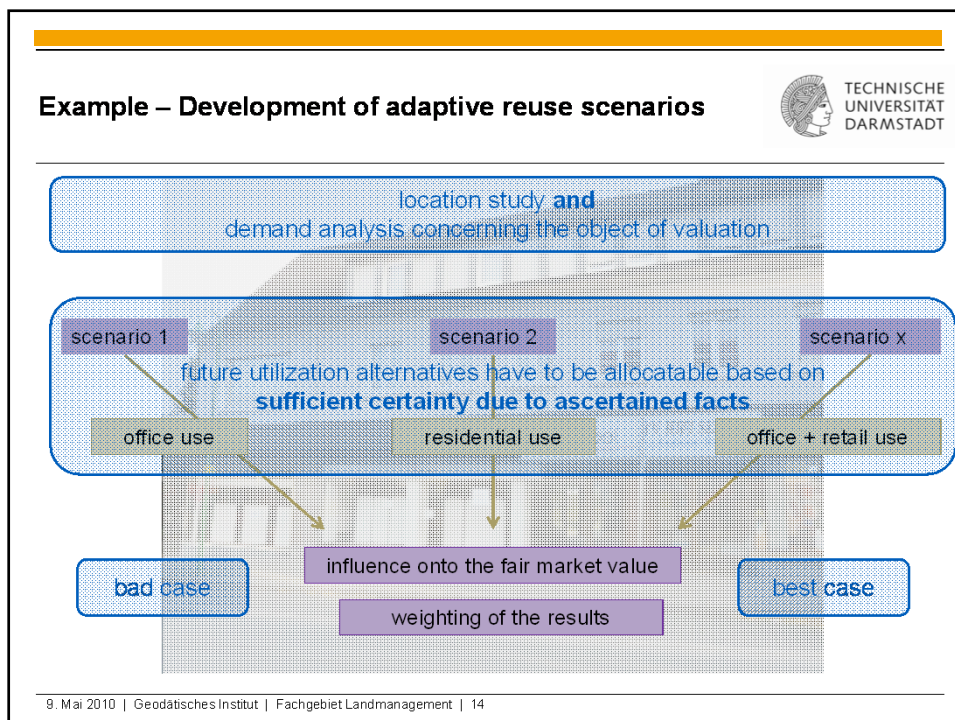 Example – Development of adaptive reuse scenarios
TECHNISCHE
UNIVERSITÄT
DARMSTADT
location study and
demand analysis concerning the object of valuation
scenario 1
scenario 2
scenario x
future utilization alternatives have to be allocatable based on
sufficient certainty due to ascertained facts
office use
residential use
office + retail use
influence onto the fair market value
bad case
best case
weighting of the results
9. Mai 2010 | Geodätisches Institut | Fachgebiet Landmanagement | 14